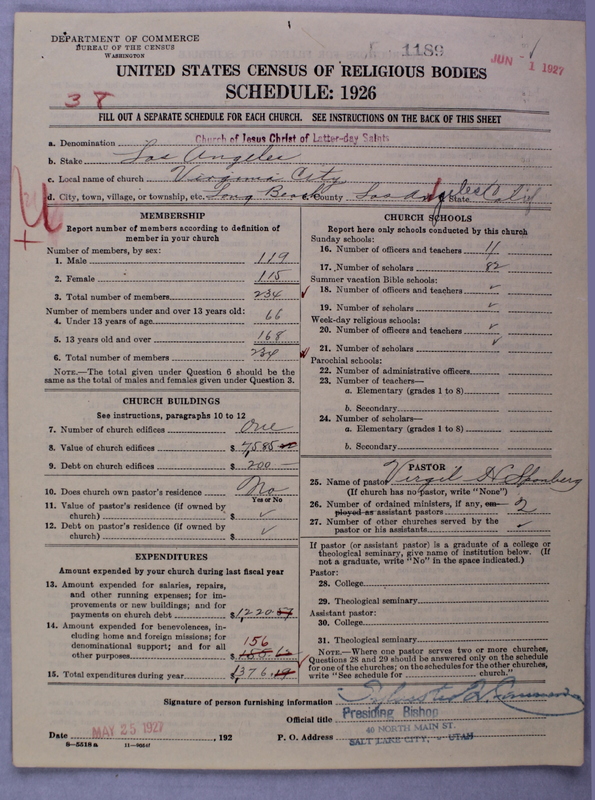 DEPARTMENT OF COMMERCE
BUREAU OF THE CENSUS
WASHINGTON
1189
JUN 1 1927
UNITED STATES CENSUS OF RELIGIOUS BODIES
SCHEDULE: 1926
38
FILL OUT A SEPARATE SCHEDULE FOR EACH CHURCH. SEE INSTRUCTIONS ON THE BACK OF THIS SHEET
a. Denomination Church of Jesus Christ of Latter-day Saints
b. Stake Los Angeles
c. Local name of church Virginia City
d. City, town, village, or township, etc. Long Beach e. County Los Angeles State Calif
MEMBERSHIP
Report number of members according to definition of
member in your church
Number of members, by sex:
1. Male 119
2. Female 115
3. Total number of members 234
Number of members under and over 13 years old:
4. Under 13 years of age 66
5. 13 years old and over 168
6. Total number of members 234
NOTE.—The total given under Question 6 should be the
same as the total of males and females given under Question 3.
CHURCH BUILDINGS
See instructions, paragraphs 10 to 12
7. Number of church edifices One
8. Value of church edifices $ 7,585
9. Debt on church edifices $ 200 —
10. Does church own pastor's residence No
Yes or No
11. Value of pastor's residence (if owned by
church) $ ✓
12. Debt on pastor's residence (if owned by
church) $ ✓
EXPENDITURES
Amount expended by your church during last fiscal year
13. Amount expended for salaries, repairs,
and other running expenses; for im-
provements or new buildings; and for
payments on church debt $ 1,220
14. Amount expended for benevolences, in-
cluding home and foreign missions; for
denominational support; and for all
156
other purposes $
15. Total expenditures during year $ 1,376.
CHURCH SCHOOLS
Report here only schools conducted by this church
Sunday schools:
16. Number of officers and teachers 11
17. Number of scholars 82
Summer vacation Bible schools:
18. Number of officers and teachers ✓
19. Number of scholars ✓
Week-day religious schools:
20. Number of officers and teachers ✓
21. Number of scholars ✓
Parochial schools:
22. Number of administrative officers
23. Number of teachers—
a. Elementary (grades 1 to 8)
b. Secondary
24. Number of scholars—
a. Elementary (grades 1 to 8)
b. Secondary
PASTOR
25. Name of pastor Virgil H. Sponberg
(If church has no pastor, write "None")
26. Number of ordained ministers, if any, em-
ployed as assistant pastors 2
27. Number of other churches served by the
pastor or his assistants ✓
If pastor (or assistant pastor) is a graduate of a college or
theological seminary, give name of institution below. (If
not a graduate, write "No" in the space indicated.)
Pastor:
28. College
29. Theological seminary
Assistant pastor:
30. College
31. Theological seminary
NOTE.—Where one pastor serves two or more churches,
Questions 28 and 29 should be answered only on the schedule
for one of the churches; on the schedules for the other churches,
write "See schedule for church."
Signature of person furnishing information
Official title Presiding Bishop
Date MAY 25 1927, 192 P. O. Address 40 NORTH MAIN ST.
SALT LAKE CITY, UTAH
8—5518a